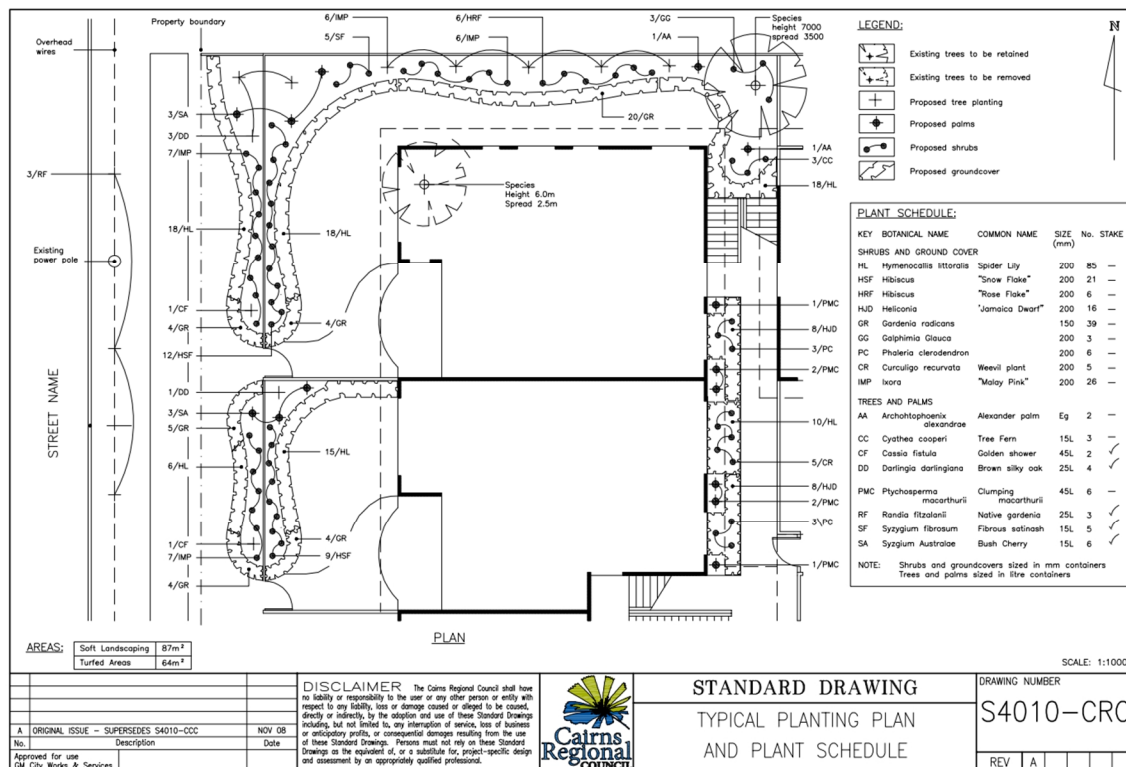 Property boundary
6/IMP
6/HRF
3/GG
5/SF
6/IMP
1/AA
Species
height 7000
spread 3500
Overhead
wires
3/SA
3/DD
7/IMP
20/GR
1/AA
3/CC
18/HL
3/RF
Species
Height 6.0m
Spread 2.5m
18/HL
18/HL
Existing
power pole
1/CF
4/GR
4/GR
12/HSF
1/PMC
8/HJD
3/PC
2/PMC
STREET NAME
1/DD
3/SA
5/GR
6/HL
15/HL
10/HL
5/CR
8/HJD
2/PMC
3\PC
1/CF
7/IMP
4/GR
4/GR
9/HSF
1/PMC
PLAN
LEGEND:
N
Existing trees to be retained
Existing trees to be removed
Proposed tree planting
Proposed palms
Proposed shrubs
Proposed groundcover
PLANT SCHEDULE:
KEY BOTANICAL NAME COMMON NAME SIZE (mm) No. STAKE
SHRUBS AND GROUND COVER
HL Hymenocallis littoralis Spider Lily 200 85 —
HSF Hibiscus "Snow Flake" 200 21 —
HRF Hibiscus "Rose Flake" 200 6 —
HJD Heliconia 'Jamaica Dwarf" 200 16 —
GR Gardenia radicans 150 39 —
GG Galphimia Glauca 200 3 —
PC Phaleria clerodendron 200 6 —
CR Curculigo recurvata Weevil plant 200 5 —
IMP Ixora "Malay Pink" 200 26 —
TREES AND PALMS
AA Archohtophoenix alexandrae Alexander palm Eg 2 —
CC Cyathea cooperi Tree Fern 15L 3 —
CF Cassia fistula Golden shower 45L 2 ✓
DD Darlingia darlingiana Brown silky oak 25L 4 ✓
PMC Ptychosperma macarthurii Clumping macarthurii 45L 6 —
RF Randia fitzalanii Native gardenia 25L 3 ✓
SF Syzygium fibrosum Fibrous satinash 15L 5 ✓
SA Syzgium Australae Bush Cherry 15L 6 ✓
NOTE: Shrubs and groundcovers sized in mm containers
Trees and palms sized in litre containers
AREAS:
Soft Landscaping 87m²
Turfed Areas 64m²
SCALE: 1:1000
A ORIGINAL ISSUE – SUPERSEDES S4010–CCC NOV 08
No. Description Date
Approved for use
GM City Works & Services
DISCLAIMER The Cairns Regional Council shall have
no liability or responsibility to the user or any other person or entity with
respect to any liability, loss or damage caused or alleged to be caused,
directly or indirectly, by the adoption and use of these Standard Drawings
including, but not limited to, any interruption of service, loss of business
or anticipatory profits, or consequential damages resulting from the use
of these Standard Drawings. Persons must not rely on these Standard
Drawings as the equivalent of, or a substitute for, project-specific design
and assessment by an appropriately qualified professional.
Cairns
Regional
COUNCIL
STANDARD DRAWING
TYPICAL PLANTING PLAN
AND PLANT SCHEDULE
DRAWING NUMBER
S4010–CRC
REV A